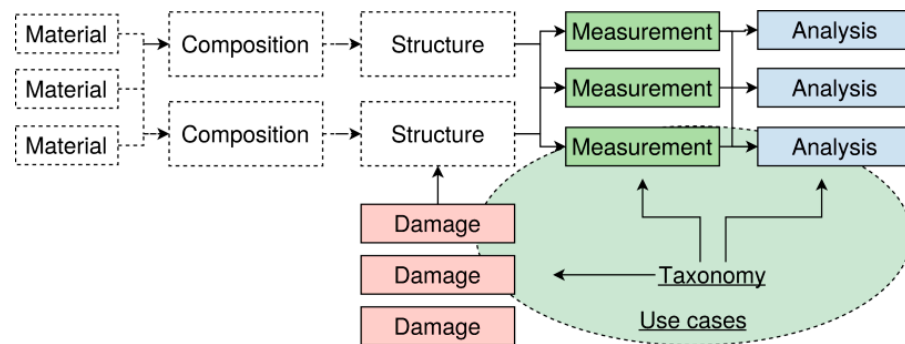 Material
Composition
Structure
Measurement
Analysis
Material
Measurement
Analysis
Material
Composition
Structure
Measurement
Analysis
Damage
Damage
Taxonomy
Damage
Use cases